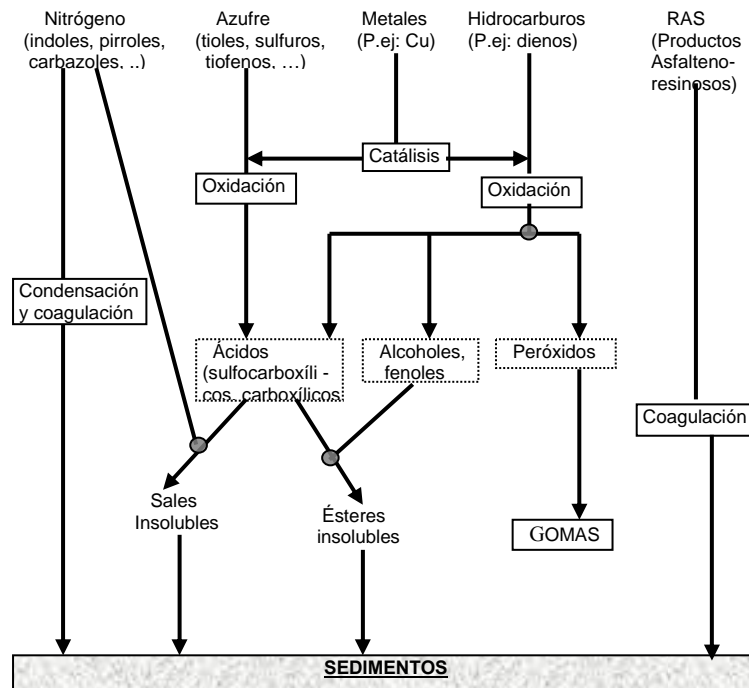 Nitrógeno
(indoles, pirroles,
carbazoles, ..)
Azufre
(tioles, sulfuros,
tiofenos, …)
Metales
(P.ej: Cu)
Hidrocarburos
(P.ej: dienos)
RAS
(Productos
Asfalteno-
resinosos)
Catálisis
Oxidación
Oxidación
Condensación
y coagulación
Ácidos
(sulfocarboxíli -
cos, carboxílicos
Alcoholes,
fenoles
Peróxidos
Coagulación
Sales
Insolubles
Ésteres
insolubles
GOMAS
SEDIMENTOS